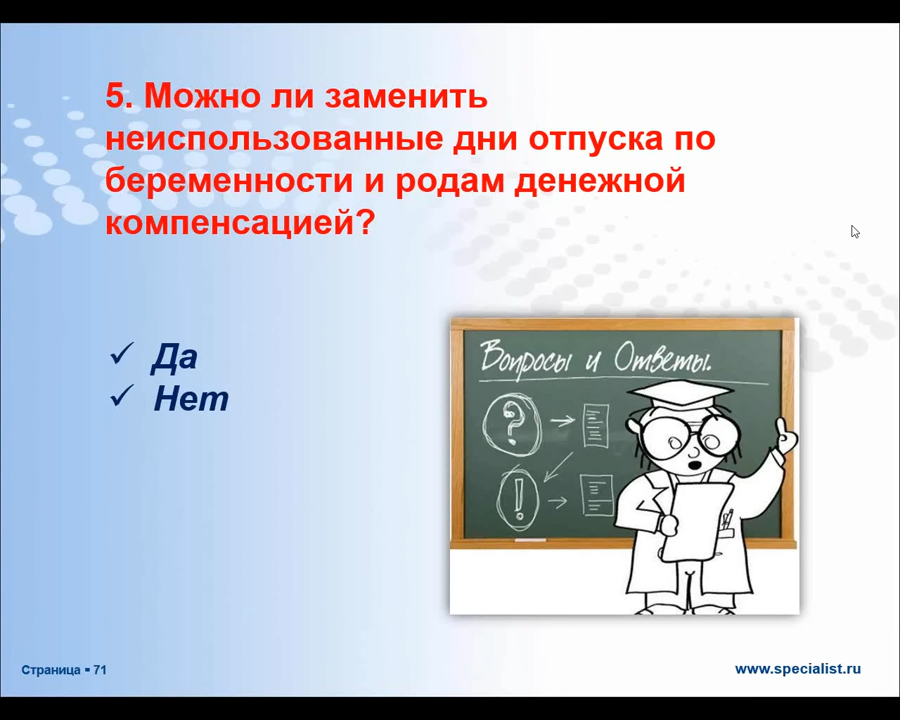 5. Можно ли заменить
неиспользованные дни отпуска по
беременности и родам денежной
компенсацией?
✓ Да
✓ Нет
Вопросы и Ответы.
?
!
Страница ▪ 71
www.specialist.ru